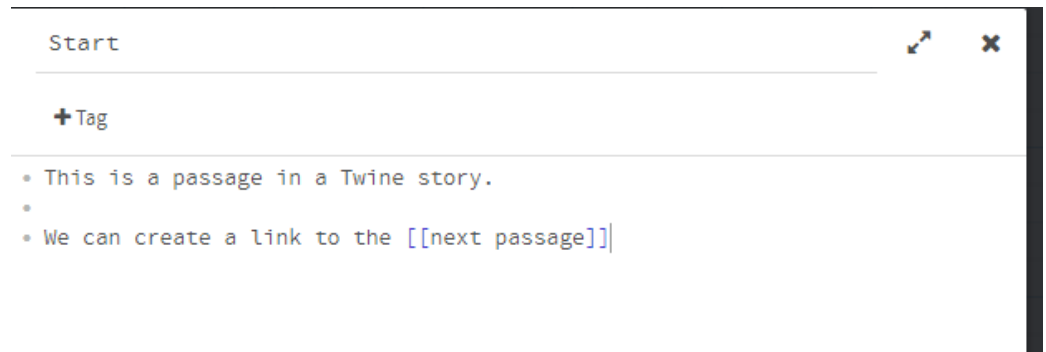 Start
+ Tag
• This is a passage in a Twine story.
•
• We can create a link to the [[next passage]]